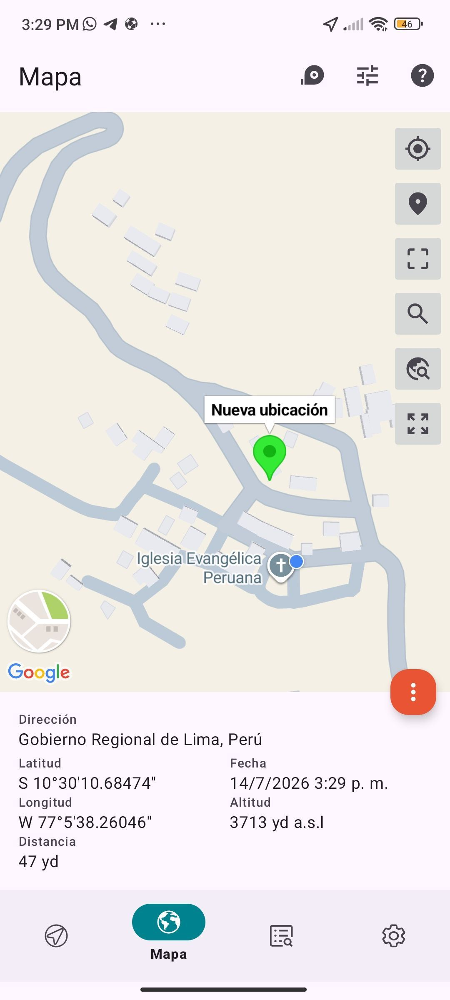 3:29 PM
46
Mapa
Nueva ubicación
Iglesia Evangélica
Peruana
Google
Dirección
Gobierno Regional de Lima, Perú
Latitud
S 10°30'10.68474"
Fecha
14/7/2026 3:29 p. m.
Longitud
W 77°5'38.26046"
Altitud
3713 yd a.s.l
Distancia
47 yd
Mapa